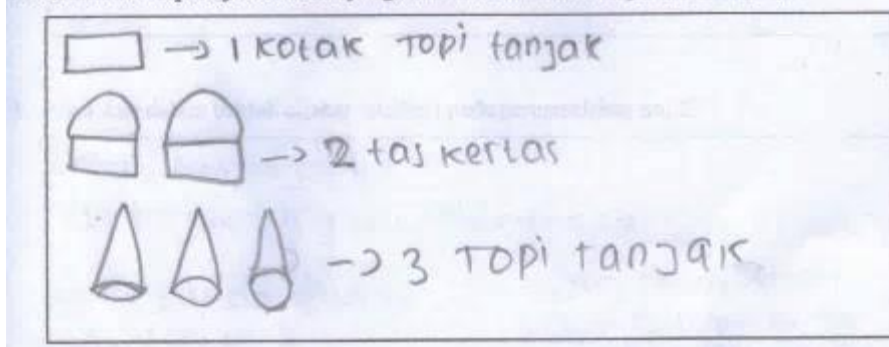 → 1 kotak Topi tanjak
→ 2 tas kertas
→ 3 Topi tanjak